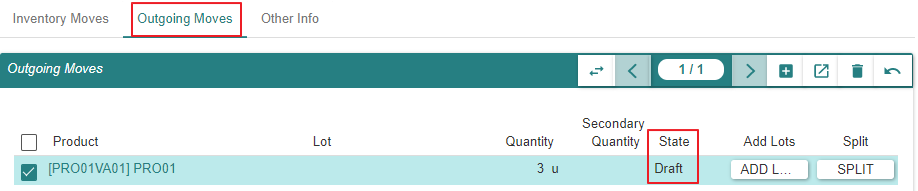 Inventory Moves Outgoing Moves Other Info
Outgoing Moves 1 / 1
Product Lot Quantity Secondary Quantity State Add Lots Split
[PRO01VA01] PRO01 3 u Draft ADD L... SPLIT